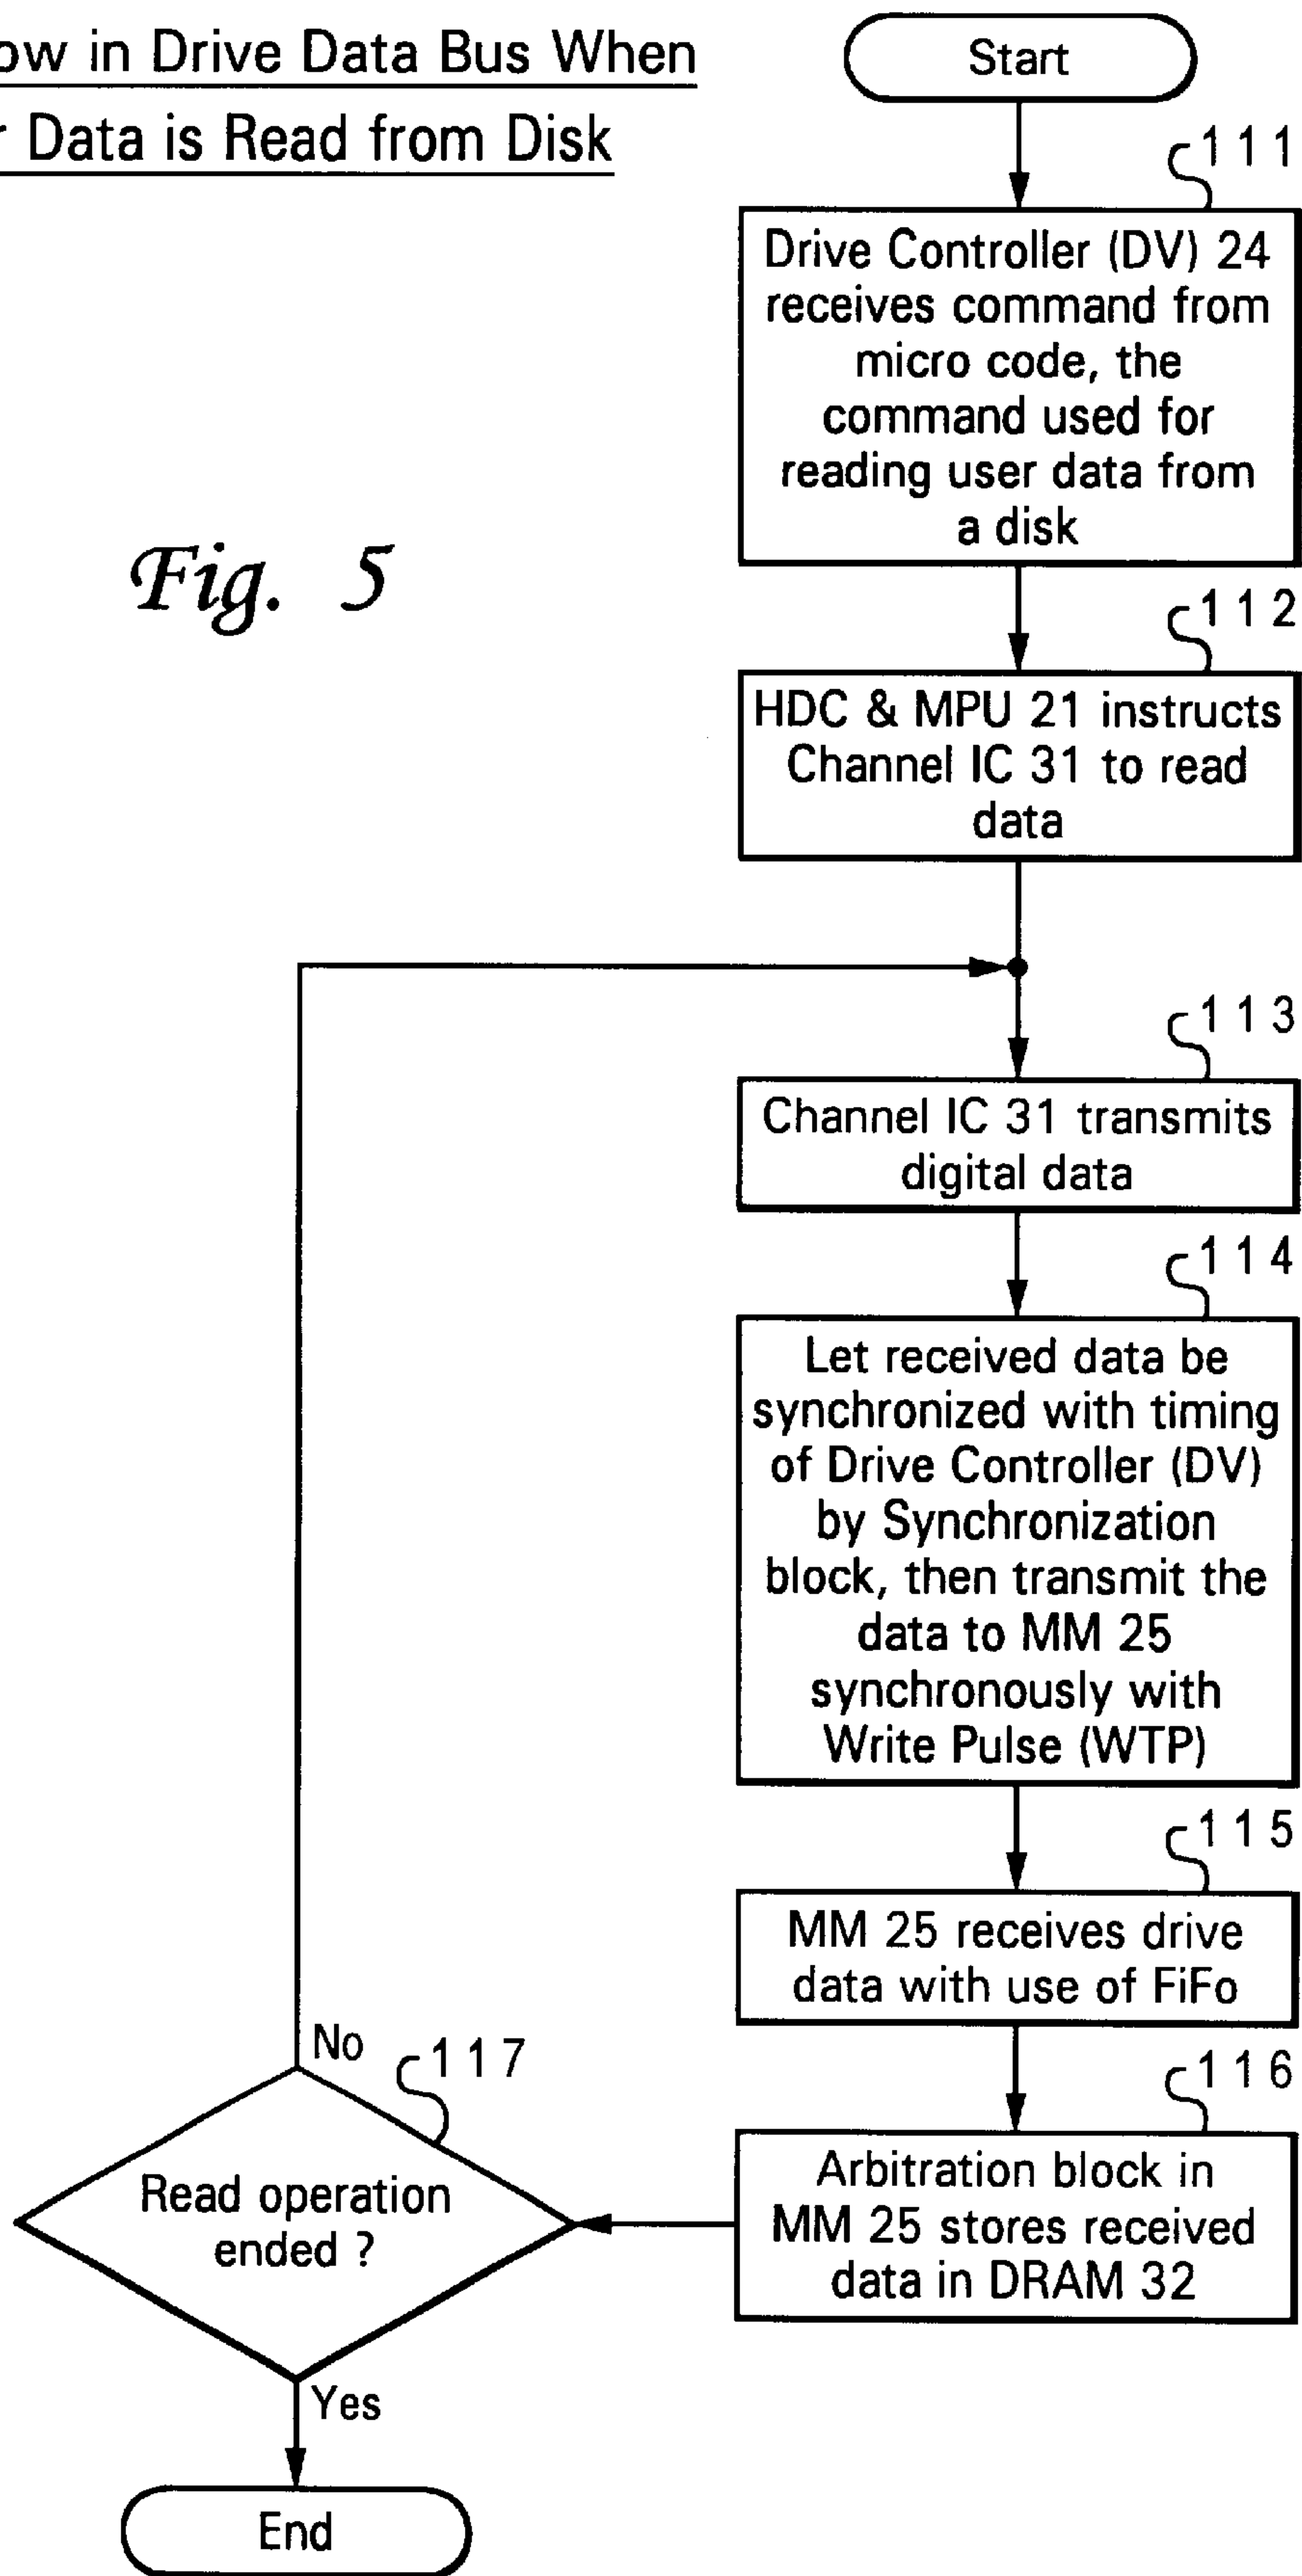 ow in Drive Data Bus When
r Data is Read from Disk
Fig. 5
Start
111
Drive Controller (DV) 24
receives command from
micro code, the
command used for
reading user data from
a disk
112
HDC & MPU 21 instructs
Channel IC 31 to read
data
113
Channel IC 31 transmits
digital data
114
Let received data be
synchronized with timing
of Drive Controller (DV)
by Synchronization
block, then transmit the
data to MM 25
synchronously with
Write Pulse (WTP)
115
MM 25 receives drive
data with use of FiFo
116
Arbitration block in
MM 25 stores received
data in DRAM 32
117
No
Read operation
ended ?
Yes
End